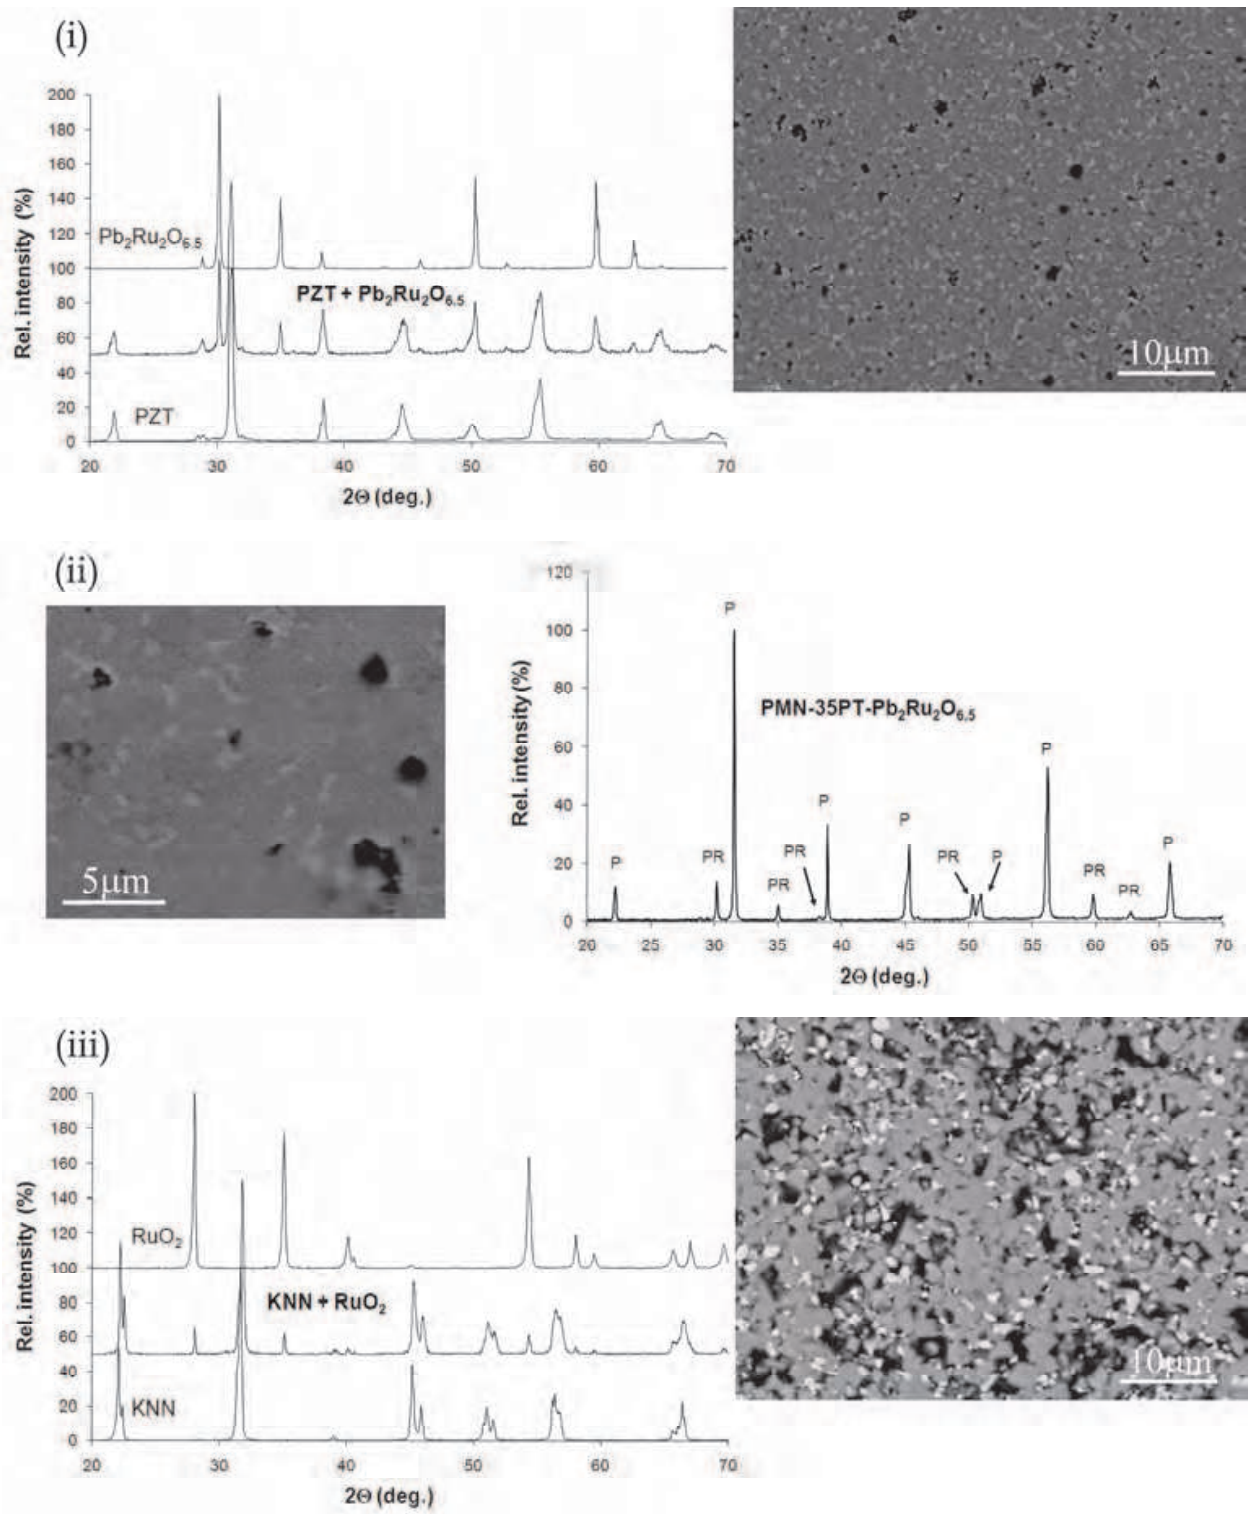 (i)
200
180
160
140
120
100
80
60
40
20
0
Rel. intensity (%)
Pb2Ru2O6.5
PZT + Pb2Ru2O6.5
PZT
20 30 40 50 60 70
2Θ (deg.)
10μm
(ii)
5μm
120
100
80
60
40
20
0
Rel. intensity (%)
PMN-35PT-Pb2Ru2O6.5
P
P
P
P
P
PR
PR
PR
PR
P
PR
PR
P
20 25 30 35 40 45 50 55 60 65 70
2Θ (deg.)
(iii)
200
180
160
140
120
100
80
60
40
20
0
Rel. intensity (%)
RuO2
KNN + RuO2
KNN
20 30 40 50 60 70
2Θ (deg.)
10μm